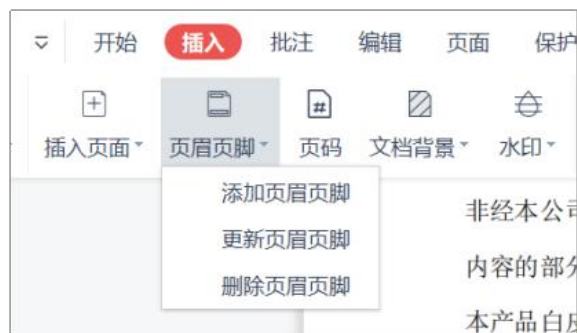 开始 插入 批注 编辑 页面 保护
插入页面 页眉页脚 页码 文档背景 水印
添加页眉页脚
更新页眉页脚
删除页眉页脚
非经本公司
内容的部分
本产品白皮